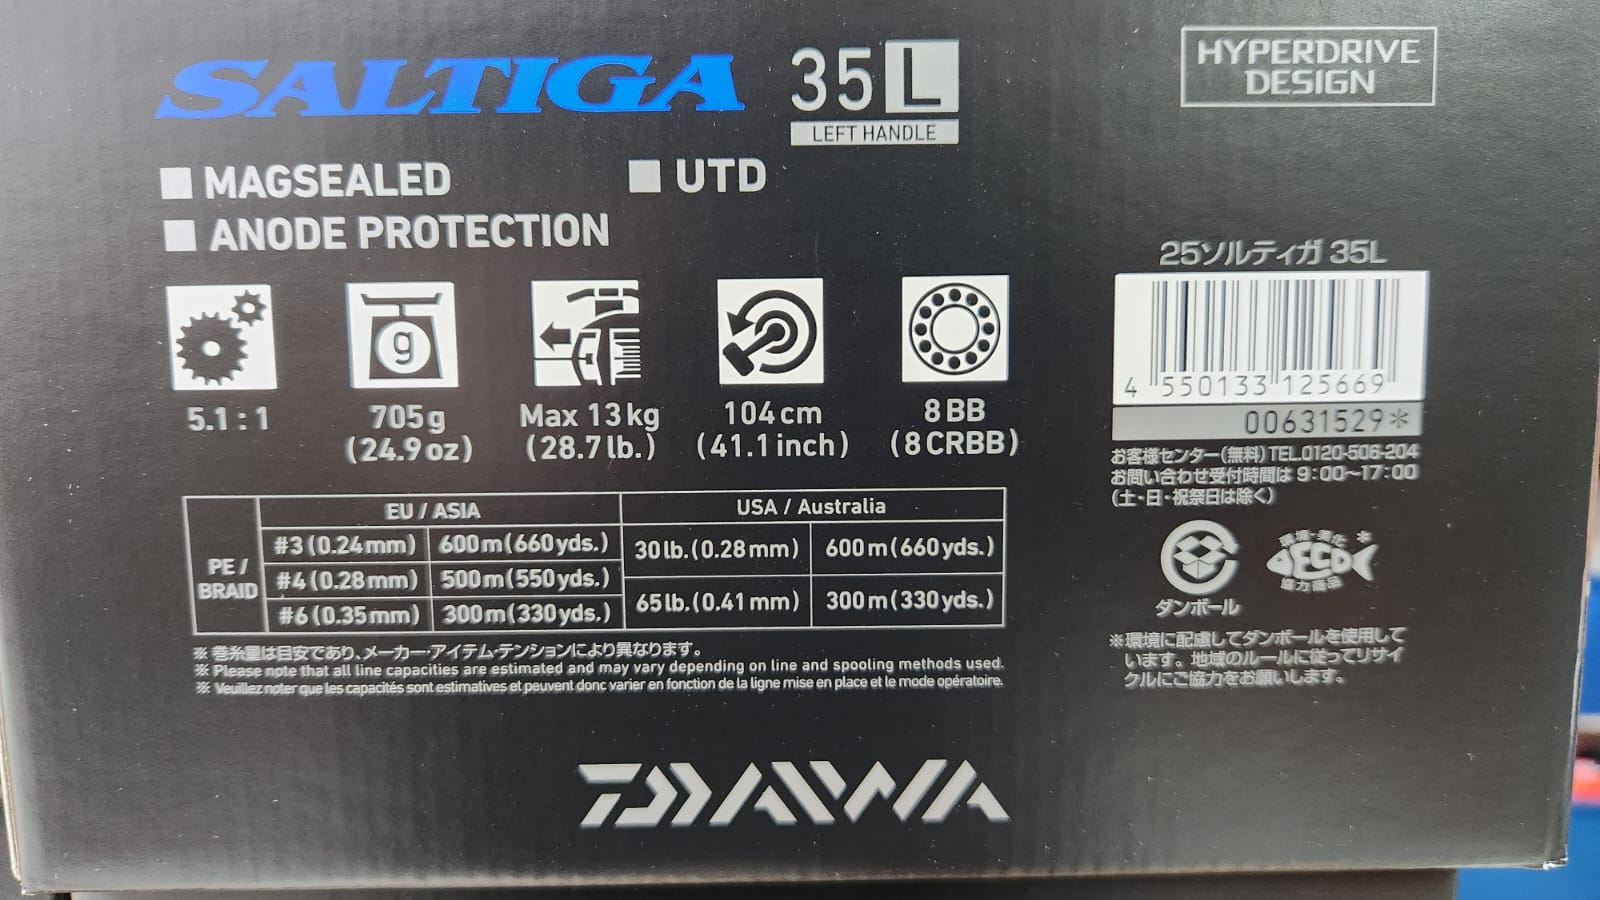 SALTIGA 35L
LEFT HANDLE
HYPERDRIVE
DESIGN
MAGSEALED
UTD
ANODE PROTECTION
g
5.1:1
705g
(24.9oz)
Max 13kg
(28.7lb.)
104cm
(41.1inch)
8BB
(8CRBB)
25ソルティガ 35L
4 550133 125669
00631529*
お客様センター(無料)TEL.0120-506-204
お問い合わせ受付時間は 9:00~17:00
(土・日・祝祭日は除く)
PE/
BRAID
EU / ASIA
USA / Australia
#3(0.24mm) 600m(660yds.)
#4(0.28mm) 500m(550yds.)
#6(0.35mm) 300m(330yds.)
30lb.(0.28mm) 600m(660yds.)
65lb.(0.41mm) 300m(330yds.)
※ 巻糸量は目安であり、メーカー・アイテム・テンションにより異なります。
※ Please note that all line capacities are estimated and may vary depending on line and spooling methods used.
※ Veuillez noter que les capacités sont estimatives et peuvent donc varier en fonction de la ligne mise en place et le mode opératoire.
ダンボール
環境・美化
ECO
協力商品
※環境に配慮してダンボールを使用して
います。地域のルールに従ってリサイ
クルにご協力をお願いします。
DAIWA